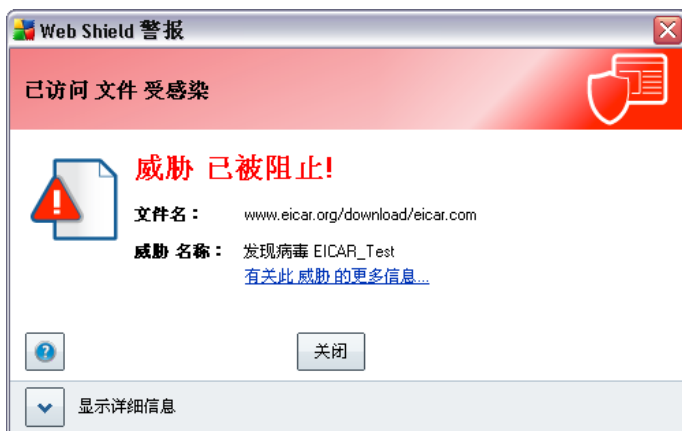 Web Shield 警报
已访问 文件 受感染
威胁 已被阻止!
文件名： www.eicar.org/download/eicar.com
威胁 名称： 发现病毒 EICAR_Test
有关此 威胁 的更多信息...
关闭
显示详细信息